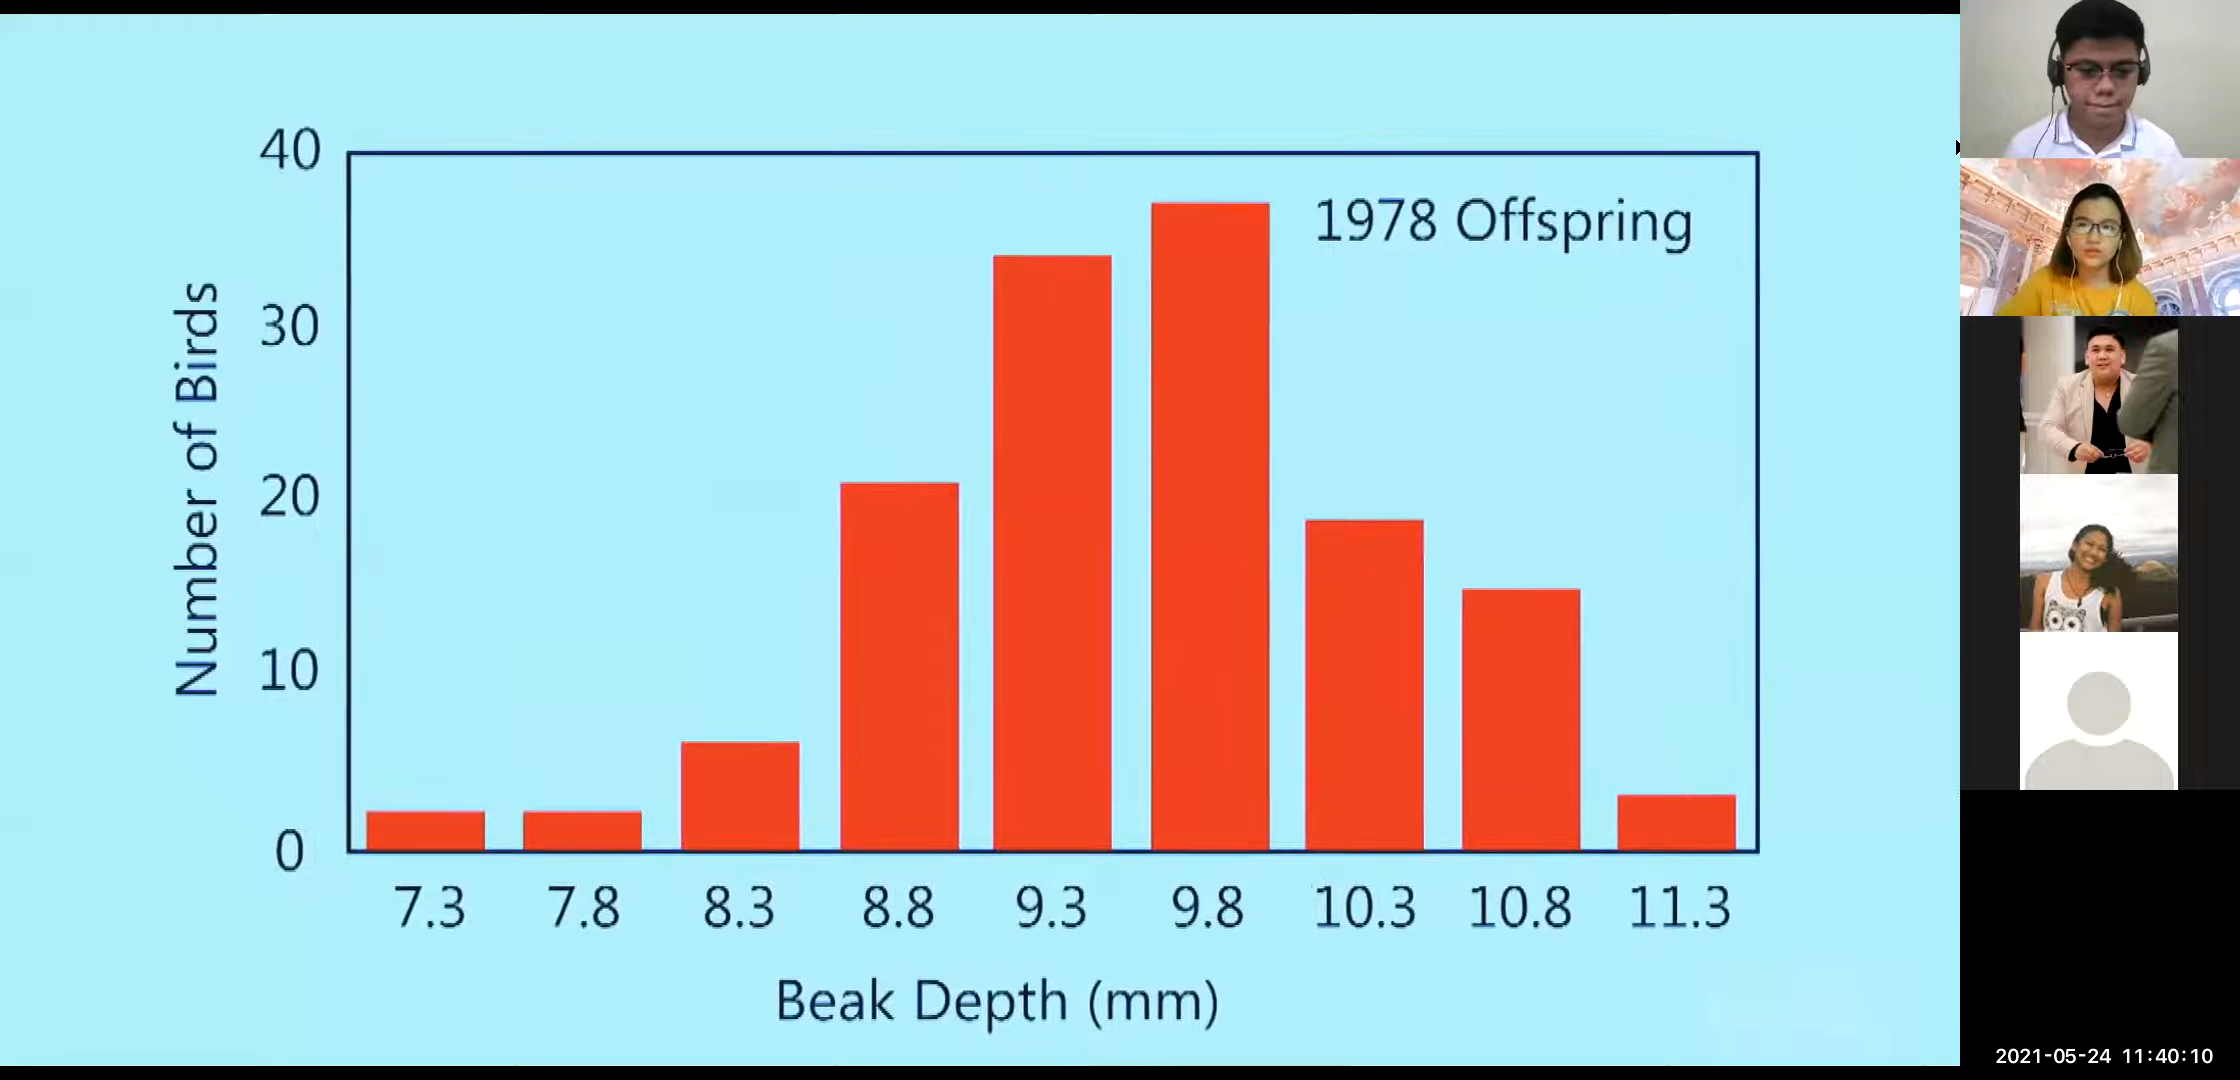 40
30
20
10
0
Number of Birds
1978 Offspring
7.3 7.8 8.3 8.8 9.3 9.8 10.3 10.8 11.3
Beak Depth (mm)
2021-05-24 11:40:10